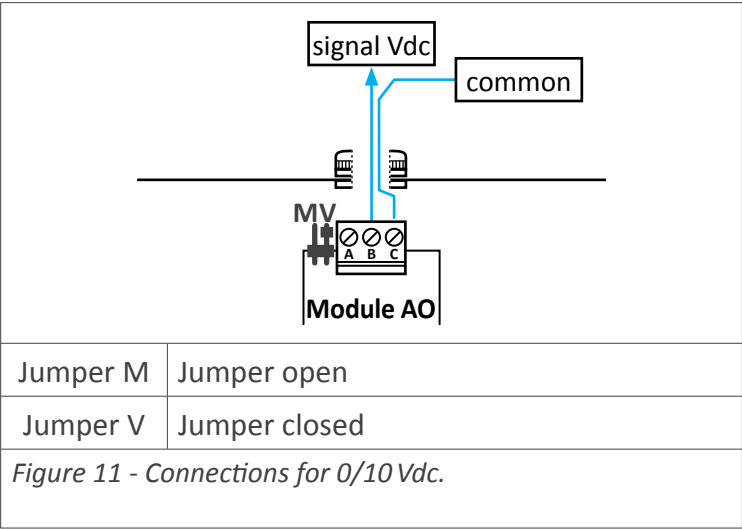 signal Vdc
common
MV
A B C
Module AO
Jumper M Jumper open
Jumper V Jumper closed
Figure 11 - Connections for 0/10 Vdc.